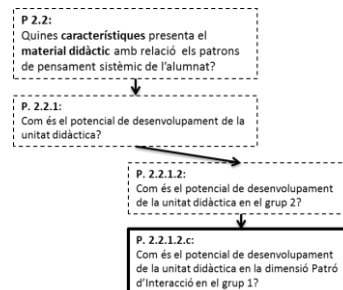 P 2.2:
Quines característiques presenta el
material didàctic amb relació els patrons
de pensament sistèmic de l'alumnat?
P. 2.2.1:
Com és el potencial de desenvolupament de la
unitat didàctica?
P. 2.2.1.2:
Com és el potencial de desenvolupament
de la unitat didàctica en el grup 2?
P. 2.2.1.2.c:
Com és el potencial de desenvolupament
de la unitat didàctica en la dimensió Patró
d'Interacció en el grup 1?